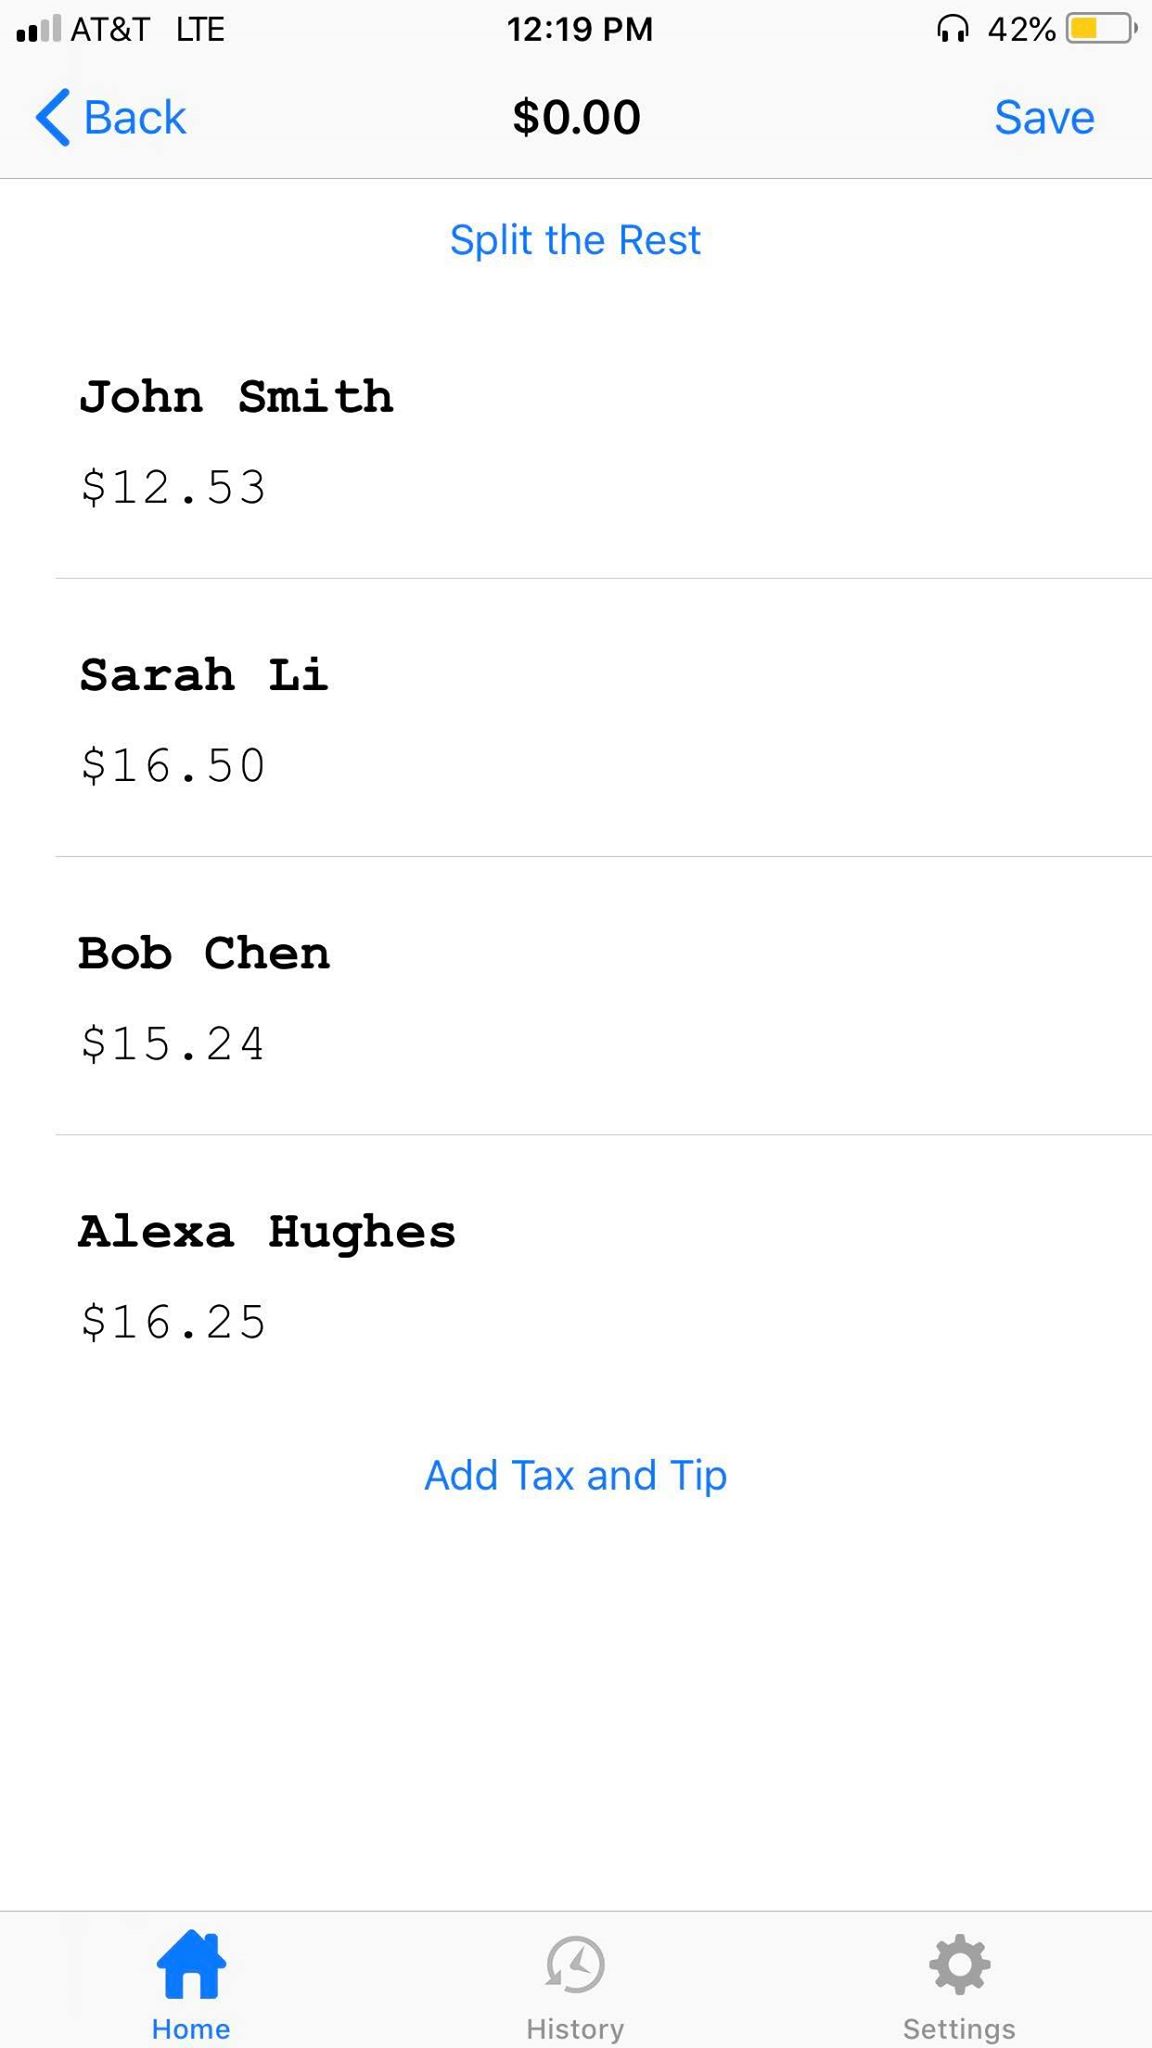 AT&T LTE 12:19 PM 42%
Back $0.00 Save
Split the Rest
John Smith
$12.53
Sarah Li
$16.50
Bob Chen
$15.24
Alexa Hughes
$16.25
Add Tax and Tip
Home History Settings